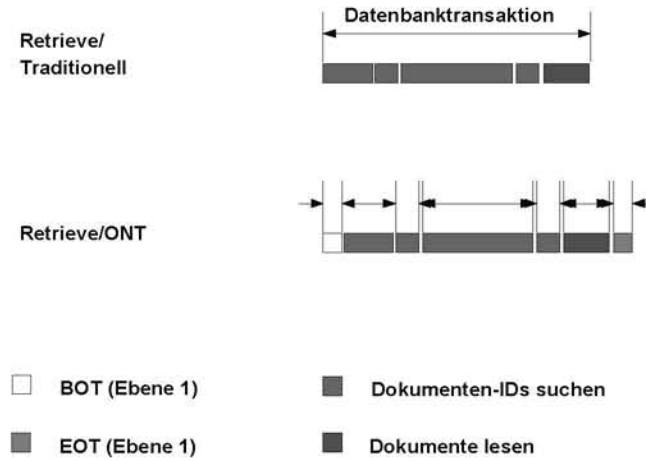 Datenbanktransaktion
Retrieve/
Traditionell
Retrieve/ONT
BOT (Ebene 1)
Dokumenten-IDs suchen
EOT (Ebene 1)
Dokumente lesen